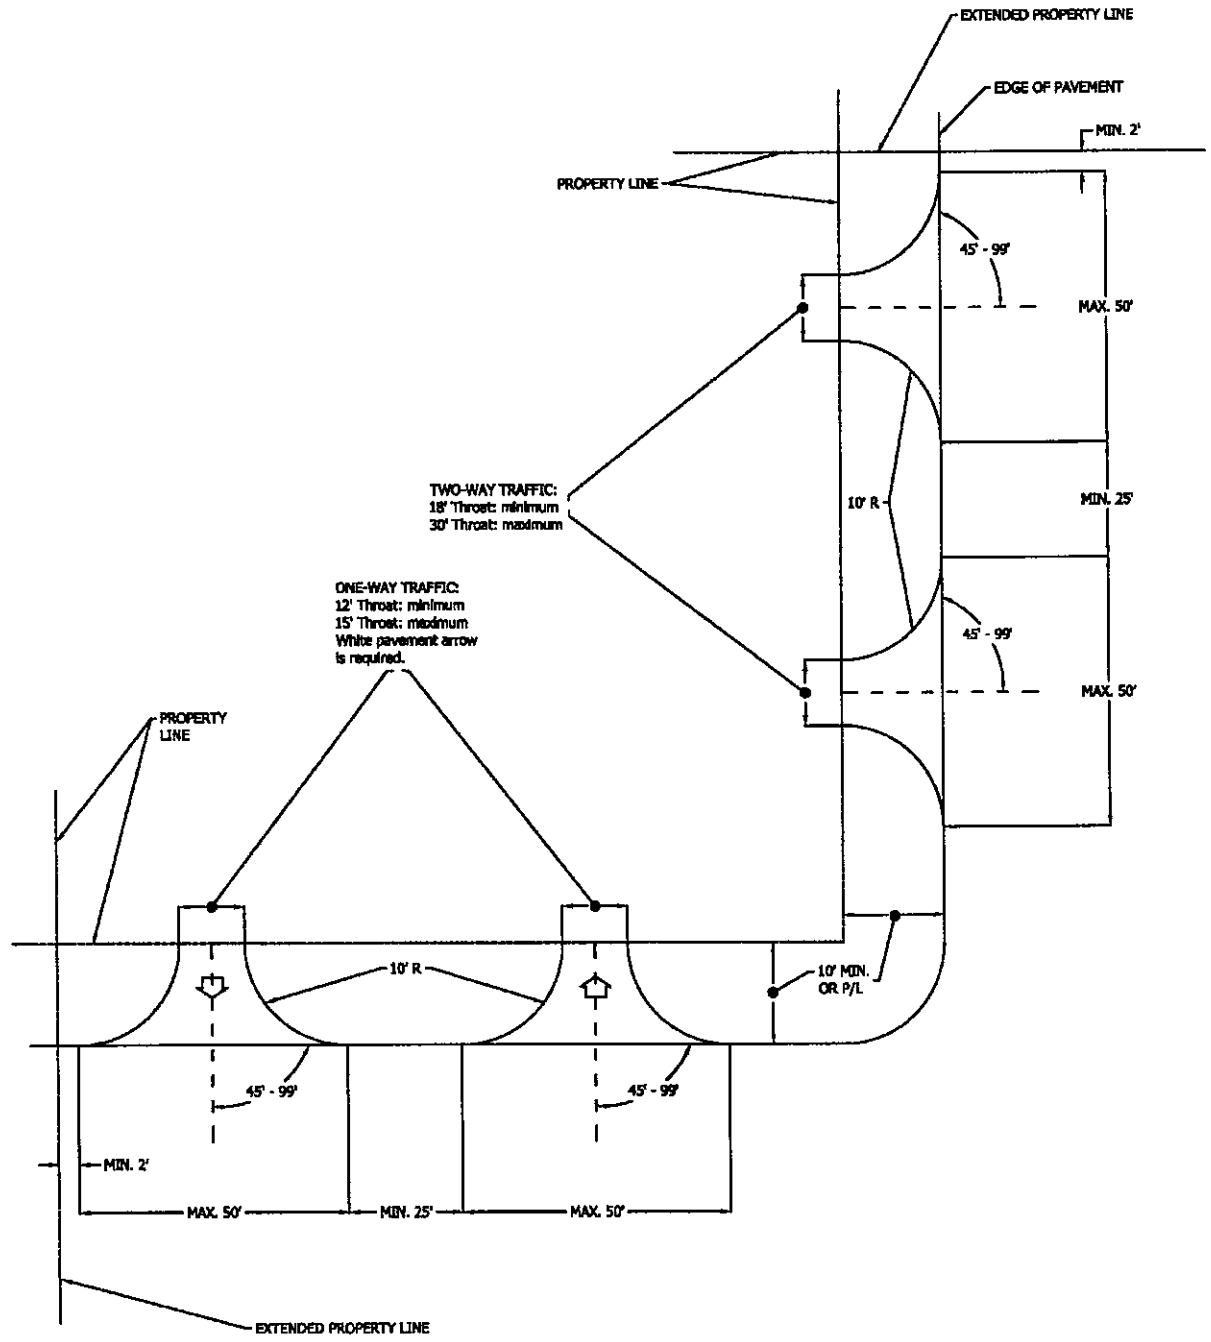 EXTENDED PROPERTY LINE
EDGE OF PAVEMENT
MIN. 2'
PROPERTY LINE
45' - 99'
MAX. 50'
TWO-WAY TRAFFIC:
18' Throat: minimum
30' Throat: maximum
10' R
MIN. 25'
ONE-WAY TRAFFIC:
12' Throat: minimum
15' Throat: maximum
White pavement arrow
is required.
45' - 99'
MAX. 50'
PROPERTY
LINE
10' R
10' MIN.
OR P/L
45' - 99'
45' - 99'
MIN. 2'
MAX. 50'
MIN. 25'
MAX. 50'
EXTENDED PROPERTY LINE